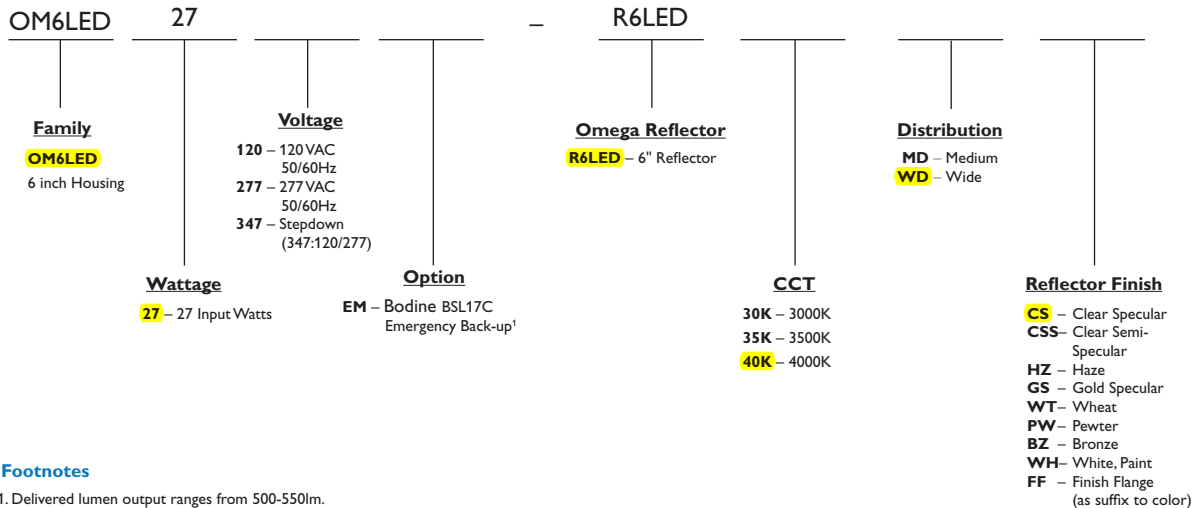 OM6LED 27 – R6LED
Family
OM6LED
6 inch Housing
Wattage
27 – 27 Input Watts
Voltage
120 – 120 VAC
50/60Hz
277 – 277 VAC
50/60Hz
347 – Stepdown
(347:120/277)
Option
EM – Bodine BSL17C
Emergency Back-up1
Omega Reflector
R6LED – 6" Reflector
CCT
30K – 3000K
35K – 3500K
40K – 4000K
Distribution
MD – Medium
WD – Wide
Reflector Finish
CS – Clear Specular
CSS– Clear Semi-
Specular
HZ – Haze
GS – Gold Specular
WT– Wheat
PW– Pewter
BZ – Bronze
WH– White, Paint
FF – Finish Flange
(as suffix to color)
Footnotes
1. Delivered lumen output ranges from 500-550lm.